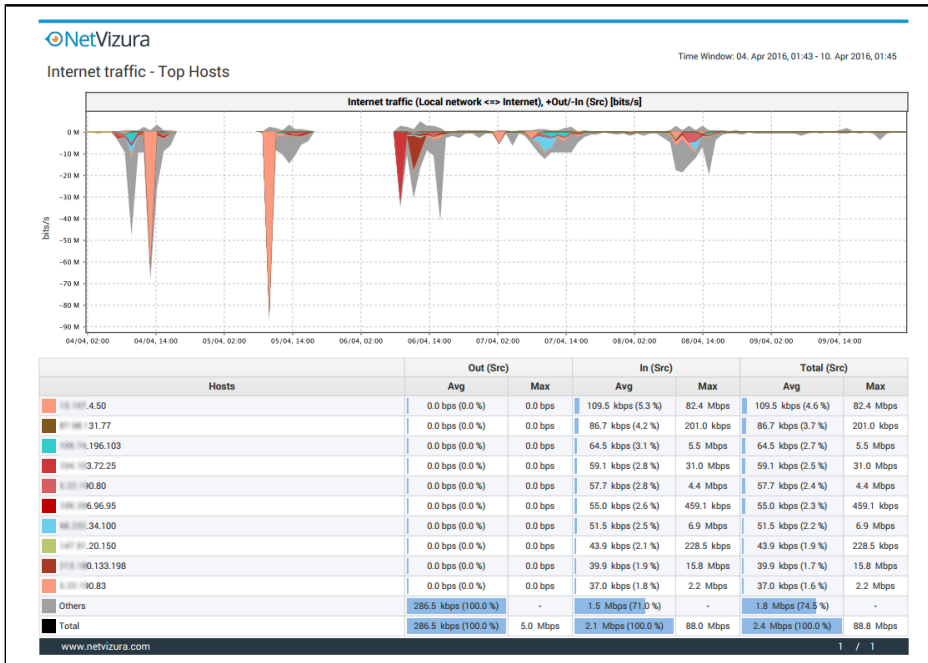 NetVizura
Time Window: 04. Apr 2016, 01:43 - 10. Apr 2016, 01:45
Internet traffic - Top Hosts
Internet traffic (Local network <=> Internet), +Out/-In (Src) [bits/s]
bits/s
0 M
-10 M
-20 M
-30 M
-40 M
-50 M
-60 M
-70 M
-80 M
-90 M
04/04, 02:00 04/04, 14:00 05/04, 02:00 05/04, 14:00 06/04, 02:00 06/04, 14:00 07/04, 02:00 07/04, 14:00 08/04, 02:00 08/04, 14:00 09/04, 02:00 09/04, 14:00
Out (Src) In (Src) Total (Src)
Hosts Avg Max Avg Max Avg Max
.4.50 0.0 bps (0.0 %) 0.0 bps 109.5 kbps (5.3 %) 82.4 Mbps 109.5 kbps (4.6 %) 82.4 Mbps
31.77 0.0 bps (0.0 %) 0.0 bps 86.7 kbps (4.2 %) 201.0 kbps 86.7 kbps (3.7 %) 201.0 kbps
.196.103 0.0 bps (0.0 %) 0.0 bps 64.5 kbps (3.1 %) 5.5 Mbps 64.5 kbps (2.7 %) 5.5 Mbps
3.72.25 0.0 bps (0.0 %) 0.0 bps 59.1 kbps (2.8 %) 31.0 Mbps 59.1 kbps (2.5 %) 31.0 Mbps
0.80 0.0 bps (0.0 %) 0.0 bps 57.7 kbps (2.8 %) 4.4 Mbps 57.7 kbps (2.4 %) 4.4 Mbps
6.96.95 0.0 bps (0.0 %) 0.0 bps 55.0 kbps (2.6 %) 459.1 kbps 55.0 kbps (2.3 %) 459.1 kbps
.34.100 0.0 bps (0.0 %) 0.0 bps 51.5 kbps (2.5 %) 6.9 Mbps 51.5 kbps (2.2 %) 6.9 Mbps
.20.150 0.0 bps (0.0 %) 0.0 bps 43.9 kbps (2.1 %) 228.5 kbps 43.9 kbps (1.9 %) 228.5 kbps
0.133.198 0.0 bps (0.0 %) 0.0 bps 39.9 kbps (1.9 %) 15.8 Mbps 39.9 kbps (1.7 %) 15.8 Mbps
0.83 0.0 bps (0.0 %) 0.0 bps 37.0 kbps (1.8 %) 2.2 Mbps 37.0 kbps (1.6 %) 2.2 Mbps
Others 286.5 kbps (100.0 %) - 1.5 Mbps (71.0 %) - 1.8 Mbps (74.5 %) -
Total 286.5 kbps (100.0 %) 5.0 Mbps 2.1 Mbps (100.0 %) 88.0 Mbps 2.4 Mbps (100.0 %) 88.8 Mbps
www.netvizura.com 1 / 1